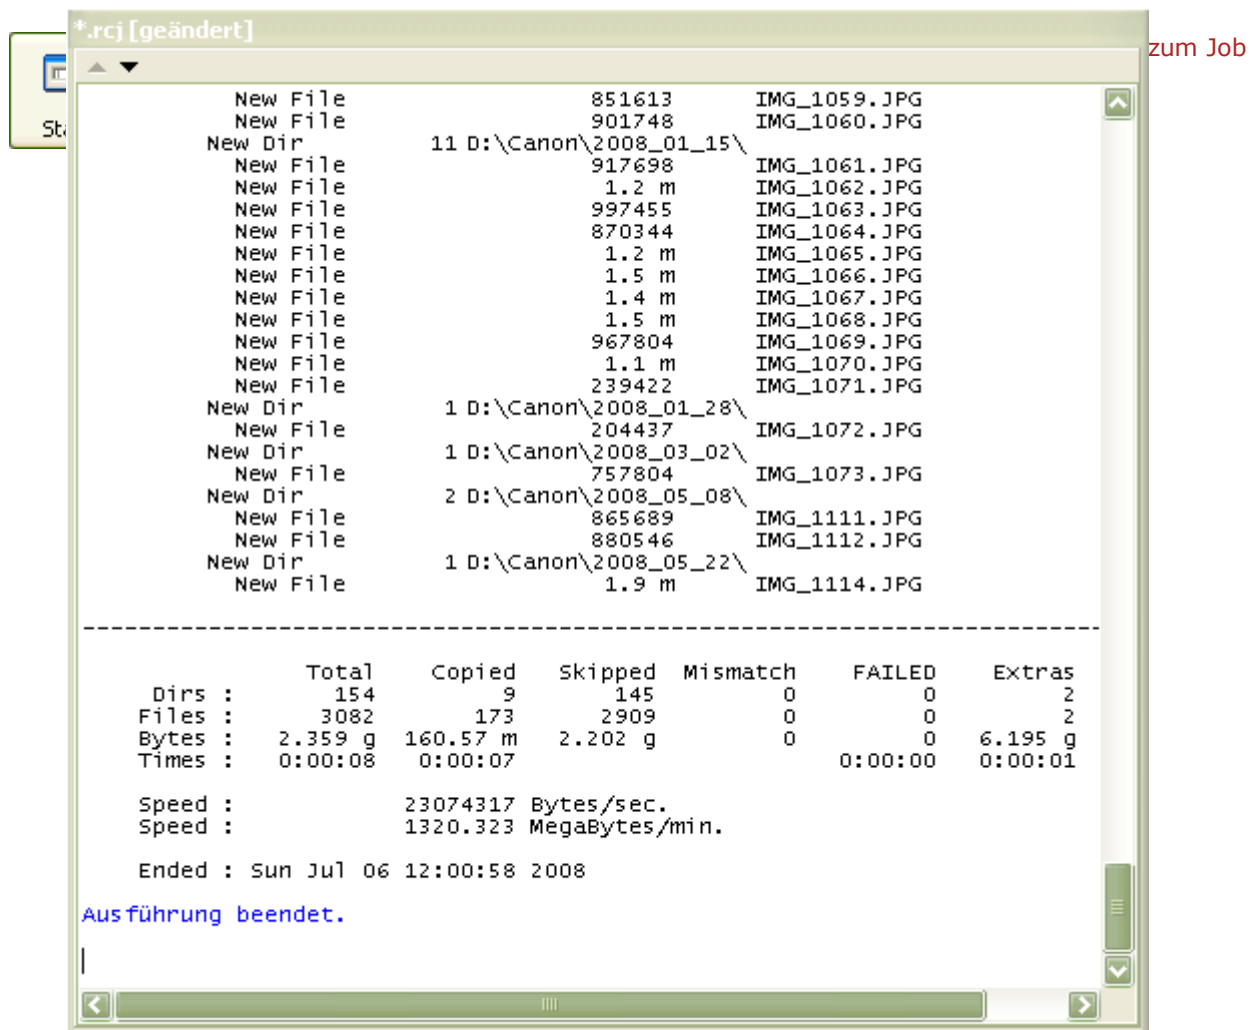 *.rcj [geändert]
zum Job
New File 851613 IMG_1059.JPG
New File 901748 IMG_1060.JPG
New Dir 11 D:\Canon\2008_01_15\
New File 917698 IMG_1061.JPG
New File 1.2 m IMG_1062.JPG
New File 997455 IMG_1063.JPG
New File 870344 IMG_1064.JPG
New File 1.2 m IMG_1065.JPG
New File 1.5 m IMG_1066.JPG
New File 1.4 m IMG_1067.JPG
New File 1.5 m IMG_1068.JPG
New File 967804 IMG_1069.JPG
New File 1.1 m IMG_1070.JPG
New File 239422 IMG_1071.JPG
New Dir 1 D:\Canon\2008_01_28\
New File 204437 IMG_1072.JPG
New Dir 1 D:\Canon\2008_03_02\
New File 757804 IMG_1073.JPG
New Dir 2 D:\Canon\2008_05_08\
New File 865689 IMG_1111.JPG
New File 880546 IMG_1112.JPG
New Dir 1 D:\Canon\2008_05_22\
New File 1.9 m IMG_1114.JPG
------------------------------------------------------------------------
Total Copied Skipped Mismatch FAILED Extras
Dirs : 154 9 145 0 0 2
Files : 3082 173 2909 0 0 2
Bytes : 2.359 g 160.57 m 2.202 g 0 0 6.195 g
Times : 0:00:08 0:00:07 0:00:00 0:00:01
Speed : 23074317 Bytes/sec.
Speed : 1320.323 MegaBytes/min.
Ended : Sun Jul 06 12:00:58 2008
Ausführung beendet.